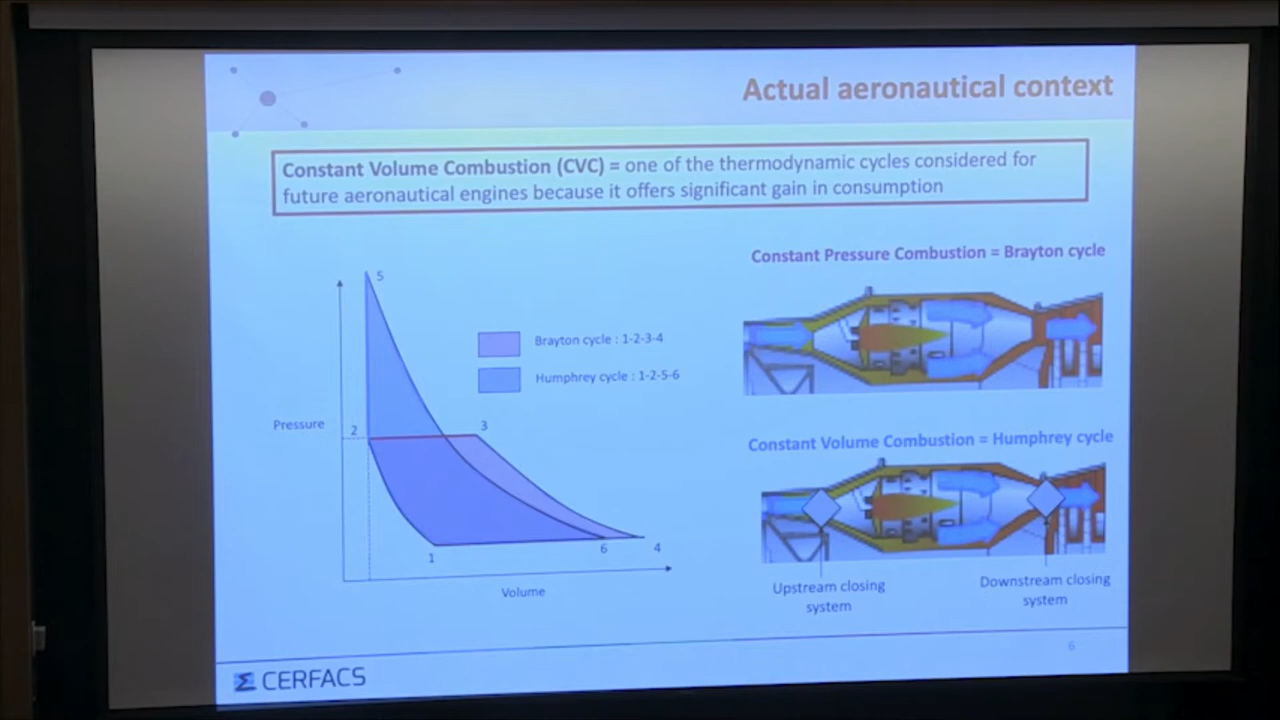 Actual aeronautical context
Constant Volume Combustion (CVC) = one of the thermodynamic cycles considered for
future aeronautical engines because it offers significant gain in consumption
Constant Pressure Combustion = Brayton cycle
5
Brayton cycle : 1-2-3-4
Humphrey cycle : 1-2-5-6
Pressure
2
3
1
6
4
Volume
Constant Volume Combustion = Humphrey cycle
Upstream closing
system
Downstream closing
system
6
CERFACS